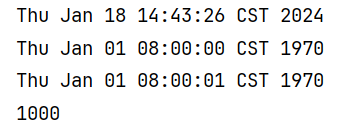 Thu Jan 18 14:43:26 CST 2024
Thu Jan 01 08:00:00 CST 1970
Thu Jan 01 08:00:01 CST 1970
1000